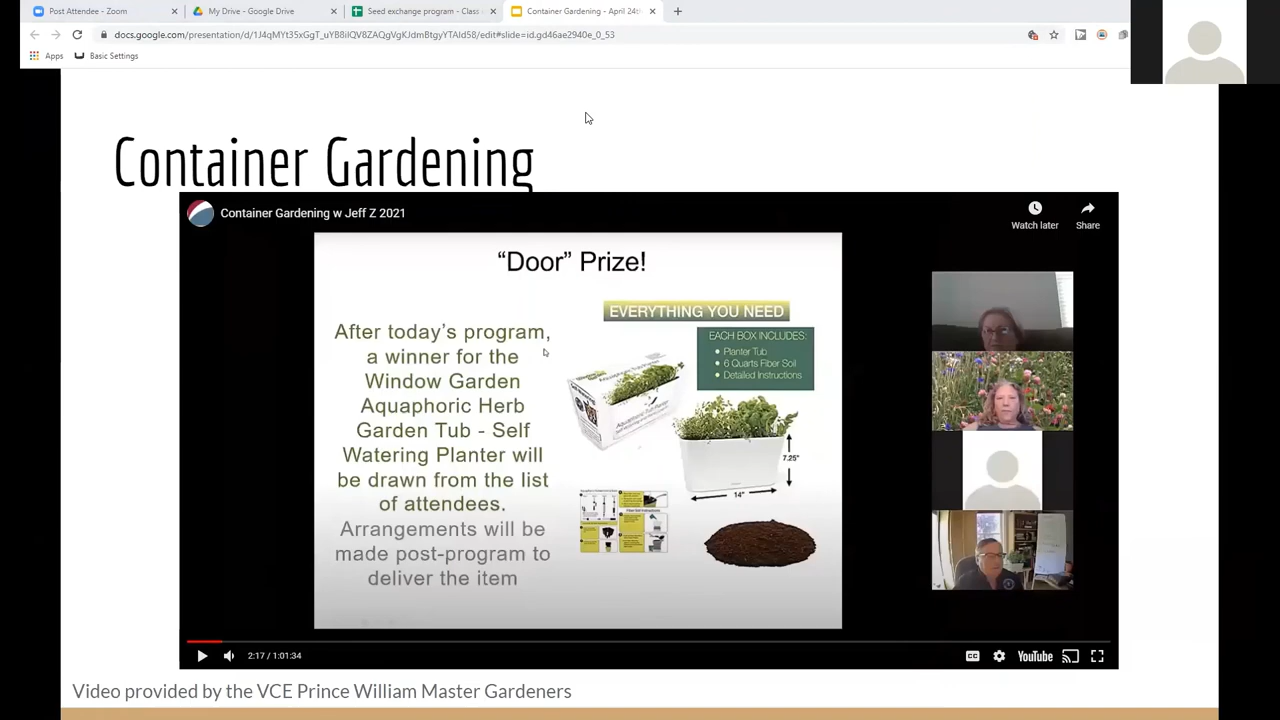 Post Attendee - Zoom
My Drive - Google Drive
Seed exchange program - Class
Container Gardening - April 24th
docs.google.com/presentation/d/1J4qMYt35xGgT_uYB8iIQV8ZAQgVgKJdmBtgyYTAId58/edit#slide=id.gd46ae2940e_0_53
Apps
Basic Settings
Container Gardening
Container Gardening w Jeff Z 2021
Watch later
Share
“Door” Prize!
After today’s program,
a winner for the
Window Garden
Aquaphoric Herb
Garden Tub - Self
Watering Planter will
be drawn from the list
of attendees.
Arrangements will be
made post-program to
deliver the item
EVERYTHING YOU NEED
EACH BOX INCLUDES:
• Planter Tub
• 6 Quarts Fiber Soil
• Detailed Instructions
7.25"
14"
2:17 / 1:01:34
CC
YouTube
Video provided by the VCE Prince William Master Gardeners